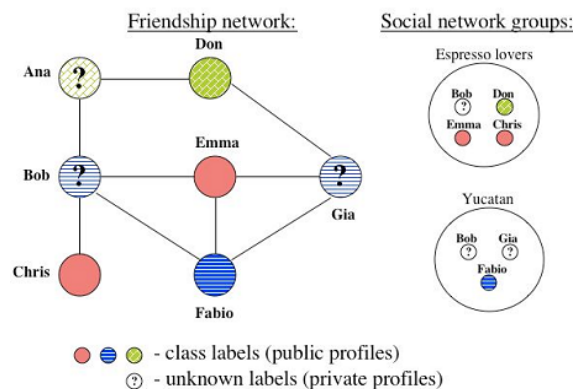 Friendship network:
Social network groups:
Don
Ana
?
Emma
Bob
?
?
Gia
Chris
Fabio
Espresso lovers
Bob
Don
?
Emma
Chris
Yucatan
Bob
Gia
?
?
Fabio
- class labels (public profiles)
? - unknown labels (private profiles)